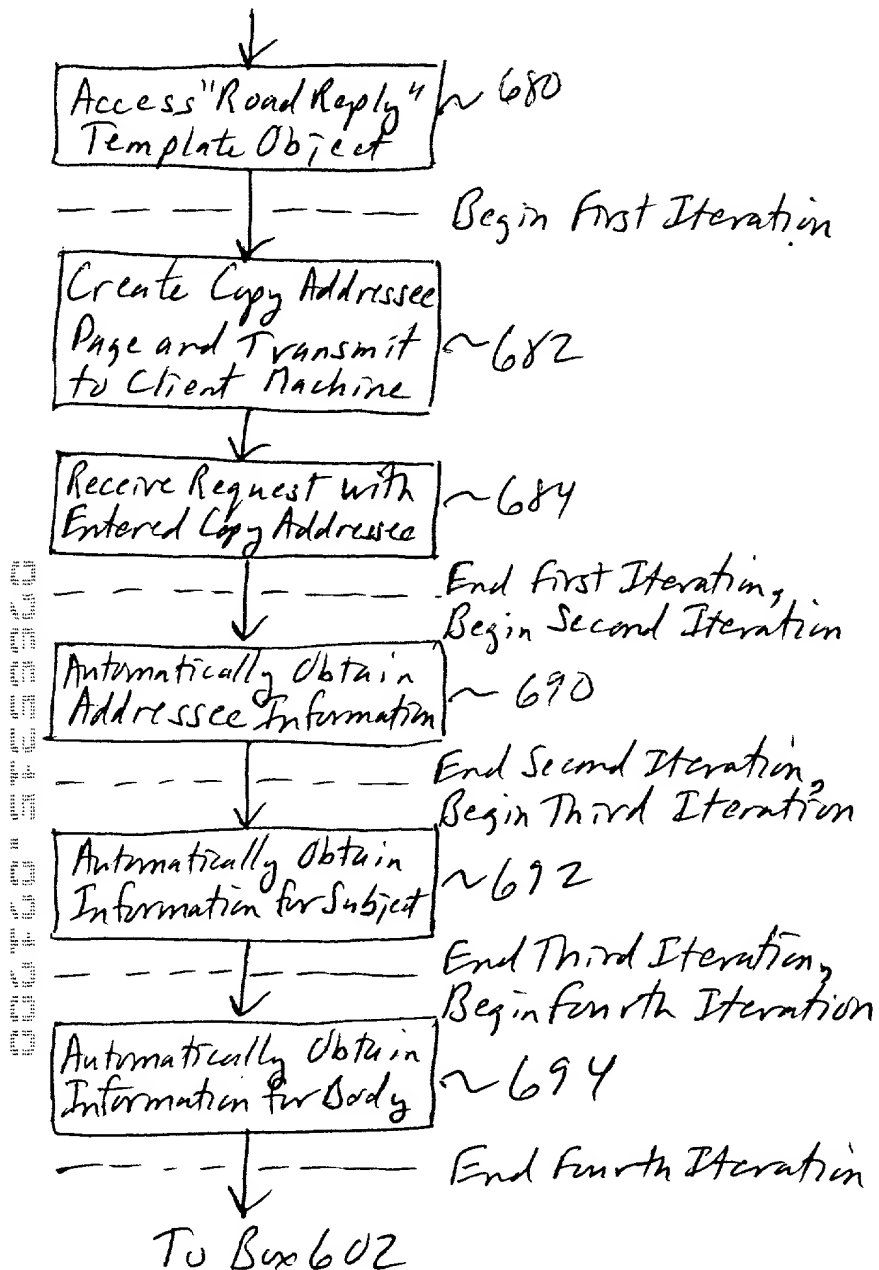 Access "Road Reply" ~ 680
Template Object
Begin First Iteration
Create Copy Addressee
Page and Transmit ~ 682
to Client Machine
Receive Request with ~ 684
Entered Copy Addressee
End First Iteration,
Begin Second Iteration
Automatically Obtain ~ 690
Addressee Information
End Second Iteration,
Begin Third Iteration
Automatically Obtain ~ 692
Information for Subject
End Third Iteration,
Begin Fourth Iteration
Automatically Obtain ~ 694
Information for Body
End Fourth Iteration
To Box 602